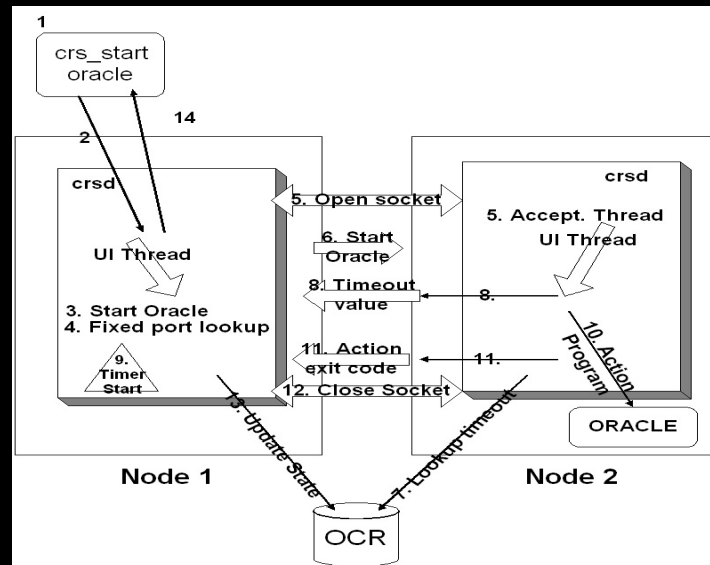 1
crs_start
oracle
14
2
crsd
UI Thread
3. Start Oracle
4. Fixed port lookup
9.
Timer
Start
5. Open socket
6. Start
Oracle
8. Timeout
value
11. Action
exit code
12. Close Socket
crsd
5. Accept. Thread
UI Thread
8.
11.
10. Action
Program
ORACLE
13. Update State
7. Lookup timeout
Node 1
Node 2
OCR